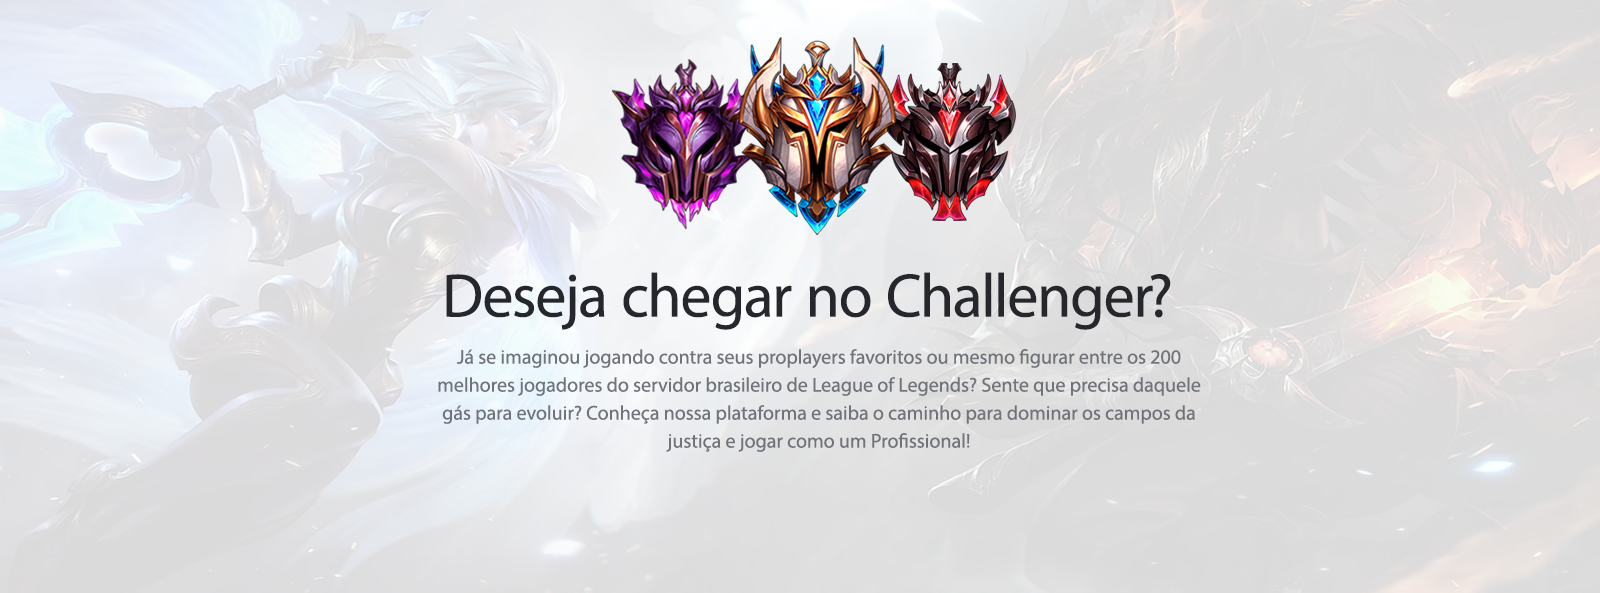 Deseja chegar no Challenger?
Já se imaginou jogando contra seus proplayers favoritos ou mesmo figurar entre os 200
melhores jogadores do servidor brasileiro de League of Legends? Sente que precisa daquele
gás para evoluir? Conheça nossa plataforma e saiba o caminho para dominar os campos da
justiça e jogar como um Profissional!